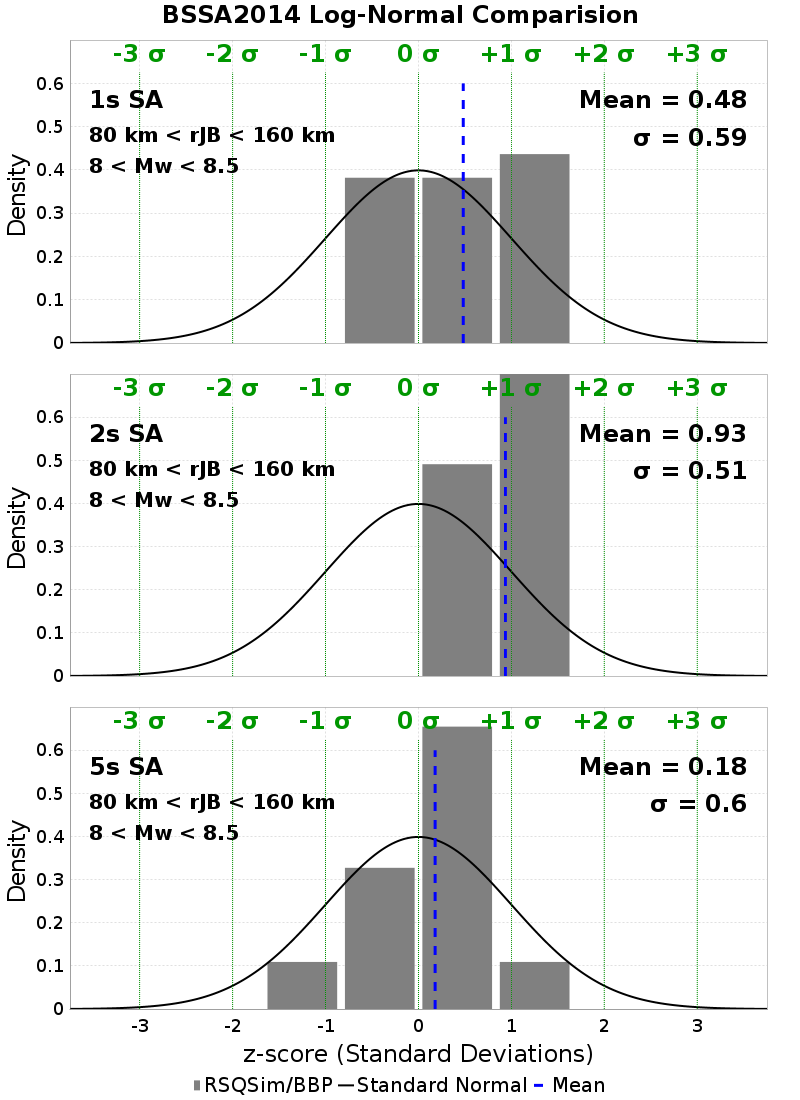 BSSA2014 Log-Normal Comparision
-3 σ -2 σ -1 σ 0 σ +1 σ +2 σ +3 σ
0.6
0.5
0.4
0.3
0.2
0.1
0
Density
1s SA
80 km < rJB < 160 km
8 < Mw < 8.5
Mean = 0.48
σ = 0.59
-3 σ -2 σ -1 σ 0 σ +1 σ +2 σ +3 σ
0.6
0.5
0.4
0.3
0.2
0.1
0
Density
2s SA
80 km < rJB < 160 km
8 < Mw < 8.5
Mean = 0.93
σ = 0.51
-3 σ -2 σ -1 σ 0 σ +1 σ +2 σ +3 σ
0.6
0.5
0.4
0.3
0.2
0.1
0
Density
5s SA
80 km < rJB < 160 km
8 < Mw < 8.5
Mean = 0.18
σ = 0.6
-3 -2 -1 0 1 2 3
z-score (Standard Deviations)
RSQSim/BBP Standard Normal Mean